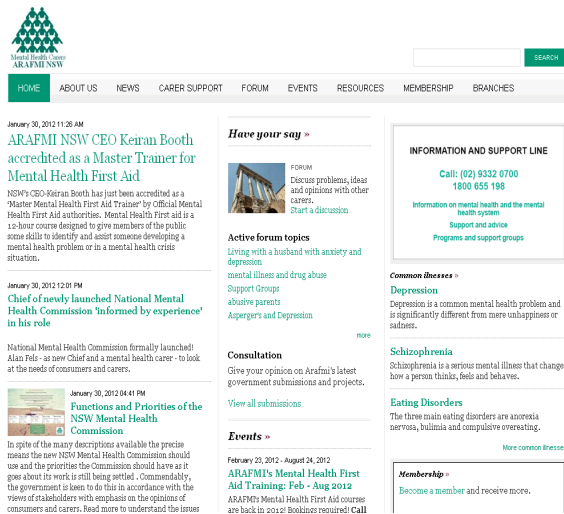 Mental Health Carers
ARAFMI NSW
SEARCH
HOME ABOUT US NEWS CARER SUPPORT FORUM EVENTS RESOURCES MEMBERSHIP BRANCHES
January 30, 2012 11:26 AM
ARAFMI NSW CEO Keiran Booth
accredited as a Master Trainer for
Mental Health First Aid
NSW's CEO-Keiran Booth has just been accredited as a
'Master Mental Health First Aid Trainer' by Official Mental
Health First Aid authorities. Mental Health First aid is a
12-hour course designed to give members of the public
some skills to identify and assist someone developing a
mental health problem or in a mental health crisis
situation.
January 30, 2012 12:01 PM
Chief of newly launched National Mental
Health Commission 'informed by experience'
in his role
National Mental Health Commission formally launched!
Alan Fels - as new Chief and a mental health carer - to look
at the needs of consumers and carers.
January 30, 2012 04:41 PM
Functions and Priorities of the
NSW Mental Health
Commission
In spite of the many descriptions available the precise
means the new NSW Mental Health Commission should
use and the priorities the Commission should have as it
goes about its work is still being settled . Commendably,
the government is keen to do this in accordance with the
views of stakeholders with emphasis on the opinions of
consumers and carers. Read more to understand the issues
Have your say »
FORUM
Discuss problems, ideas
and opinions with other
carers.
Start a discussion
Active forum topics
Living with a husband with anxiety and
depression
mental illness and drug abuse
Support Groups
abusive parents
Asperger's and Depression
more
Consultation
Give your opinion on Arafmi's latest
government submissions and projects.
View all submissions
Events »
February 23, 2012 - August 24, 2012
ARAFMI's Mental Health First
Aid Training: Feb - Aug 2012
ARAFMI's Mental Health First Aid courses
are back in 2012! Bookings required! Call
INFORMATION AND SUPPORT LINE
Call: (02) 9332 0700
1800 655 198
Information on mental health and the mental
health system
Support and advice
Programs and support groups
Common illnesses »
Depression
Depression is a common mental health problem and
is significantly different from mere unhappiness or
sadness.
Schizophrenia
Schizophrenia is a serious mental illness that change
how a person thinks, feels and behaves.
Eating Disorders
The three main eating disorders are anorexia
nervosa, bulimia and compulsive overeating.
More common illnesse
Membership »
Become a member and receive more.